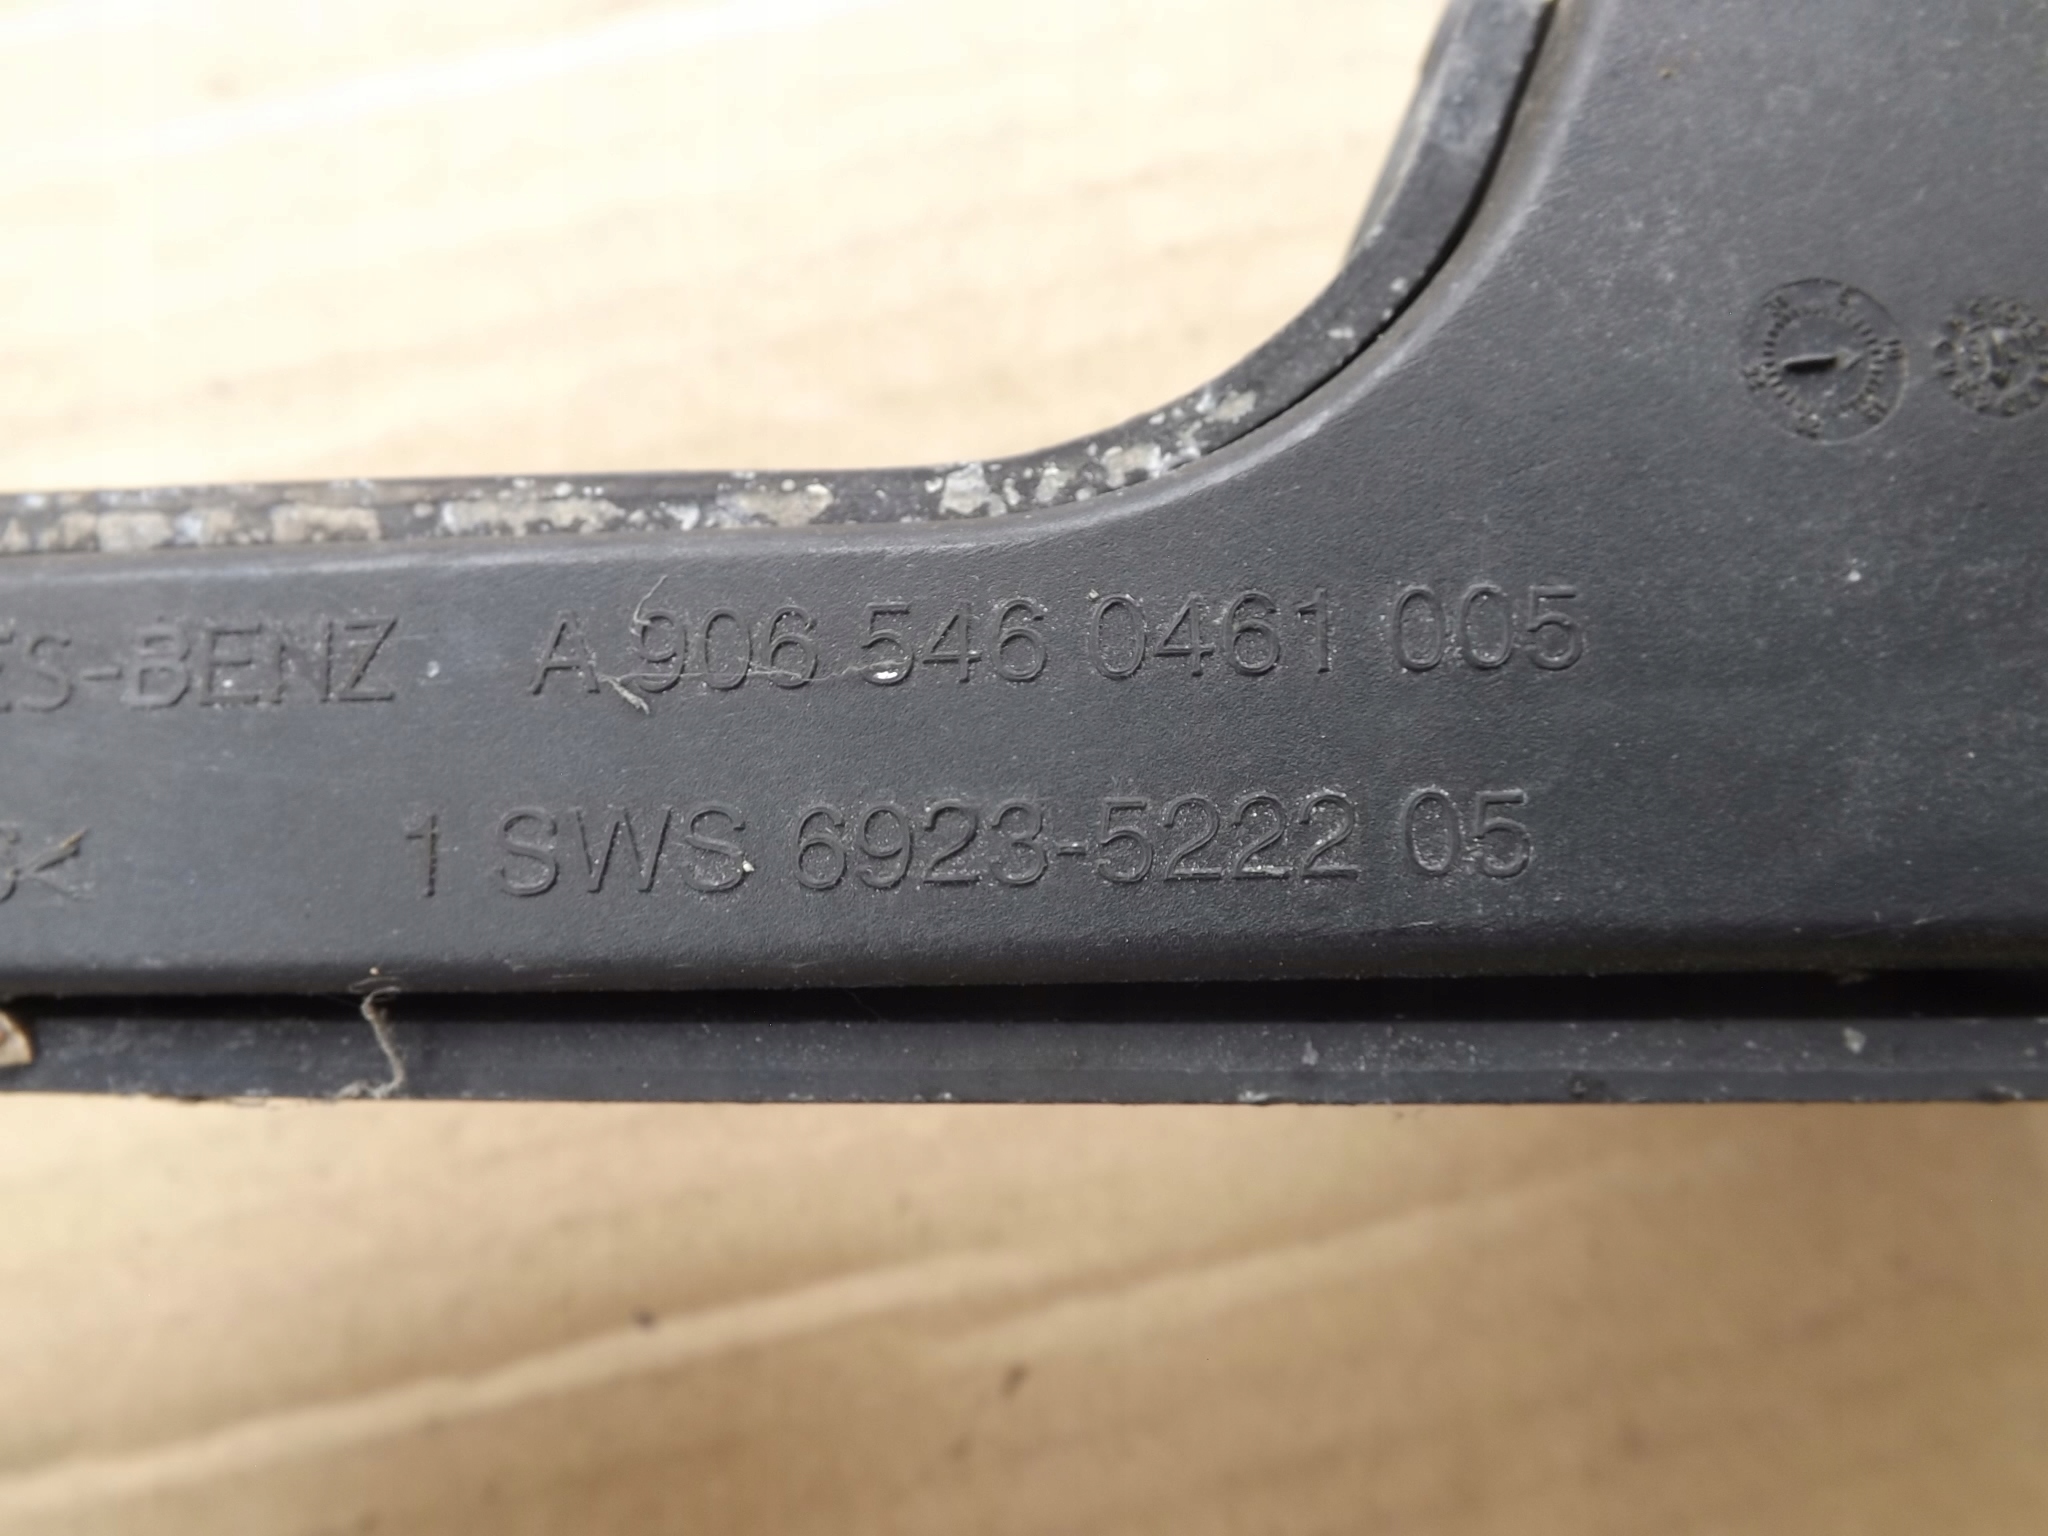 ES-BENZ A 906 546 0461 005
1 SWS 6923-5222 05